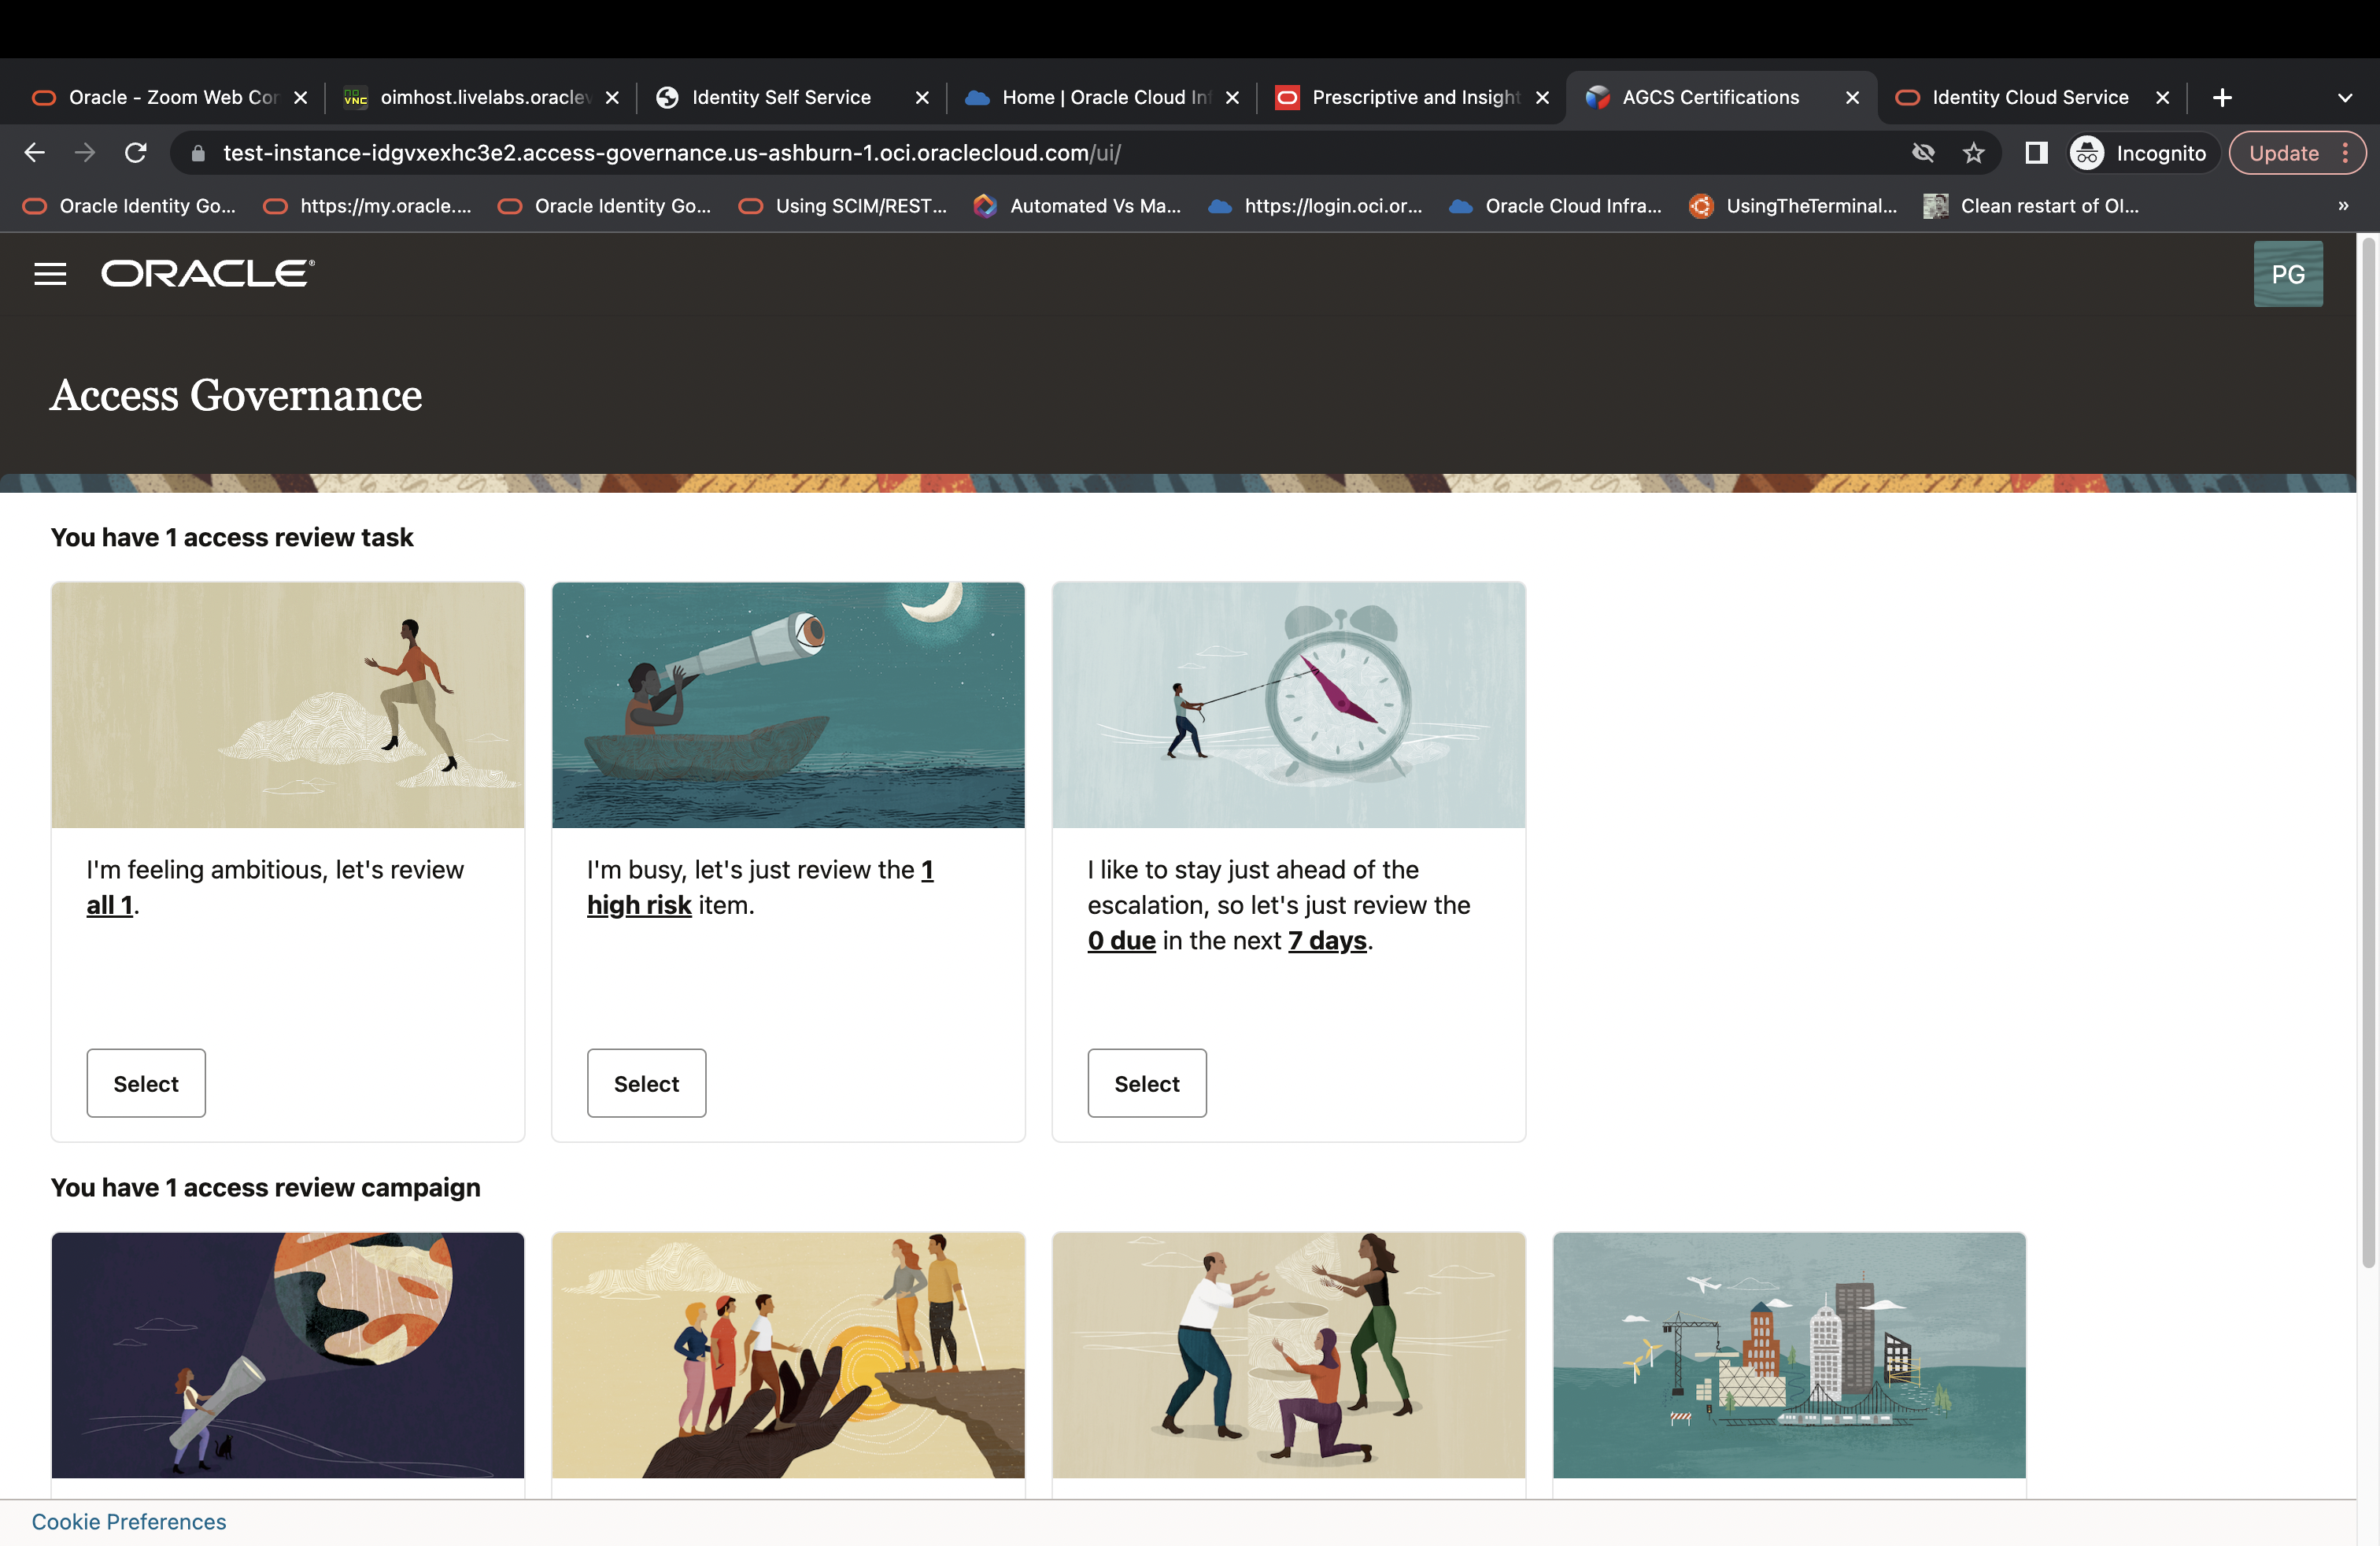 Oracle - Zoom Web Cor
noVNC oimhost.livelabs.oraclev
Identity Self Service
Home | Oracle Cloud Inf
Prescriptive and Insight
AGCS Certifications
Identity Cloud Service
test-instance-idgvxexhc3e2.access-governance.us-ashburn-1.oci.oraclecloud.com/ui/
Incognito
Update
Oracle Identity Go...
https://my.oracle....
Oracle Identity Go...
Using SCIM/REST...
Automated Vs Ma...
https://login.oci.or...
Oracle Cloud Infra...
UsingTheTerminal...
Clean restart of OI...
»
ORACLE®
PG
Access Governance
You have 1 access review task
I'm feeling ambitious, let's review
all 1.
Select
I'm busy, let's just review the 1
high risk item.
Select
I like to stay just ahead of the
escalation, so let's just review the
0 due in the next 7 days.
Select
You have 1 access review campaign
Cookie Preferences